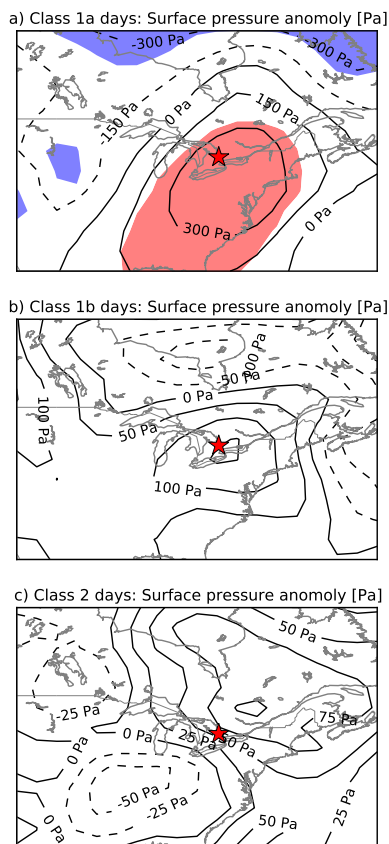 a) Class 1a days: Surface pressure anomoly [Pa]
-300 Pa
-300 Pa
-150 Pa
0 Pa
150 Pa
300 Pa
0 Pa
b) Class 1b days: Surface pressure anomoly [Pa]
-50 Pa
0 Pa
100 Pa
50 Pa
100 Pa
c) Class 2 days: Surface pressure anomoly [Pa]
50 Pa
-25 Pa
75 Pa
0 Pa
0 Pa
25 Pa
50 Pa
-50 Pa
-25 Pa
0 Pa
50 Pa
25 Pa